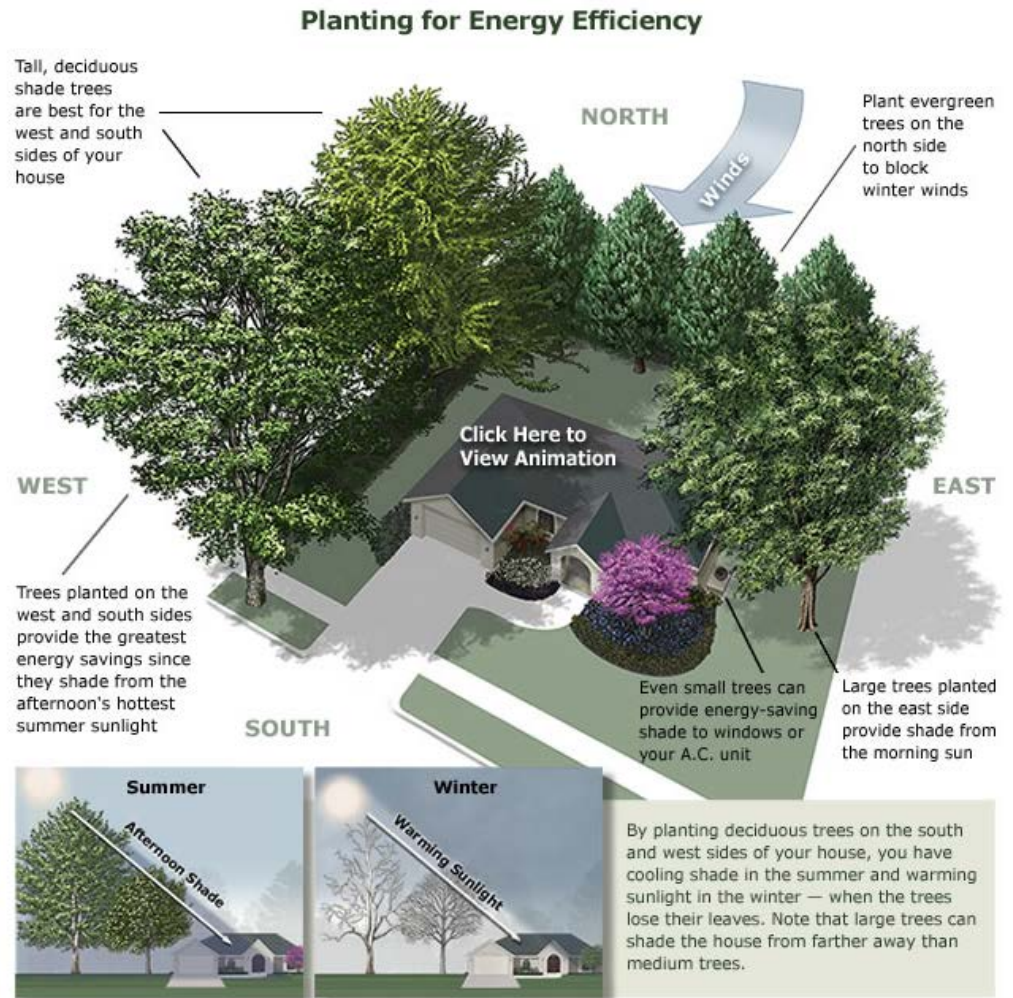 Planting for Energy Efficiency
Tall, deciduous
shade trees
are best for the
west and south
sides of your
house
NORTH
Winds
Plant evergreen
trees on the
north side
to block
winter winds
Click Here to
View Animation
WEST
EAST
Trees planted on the
west and south sides
provide the greatest
energy savings since
they shade from the
afternoon's hottest
summer sunlight
SOUTH
Even small trees can
provide energy-saving
shade to windows or
your A.C. unit
Large trees planted
on the east side
provide shade from
the morning sun
Summer
Afternoon Shade
Winter
Warming Sunlight
By planting deciduous trees on the south
and west sides of your house, you have
cooling shade in the summer and warming
sunlight in the winter — when the trees
lose their leaves. Note that large trees can
shade the house from farther away than
medium trees.